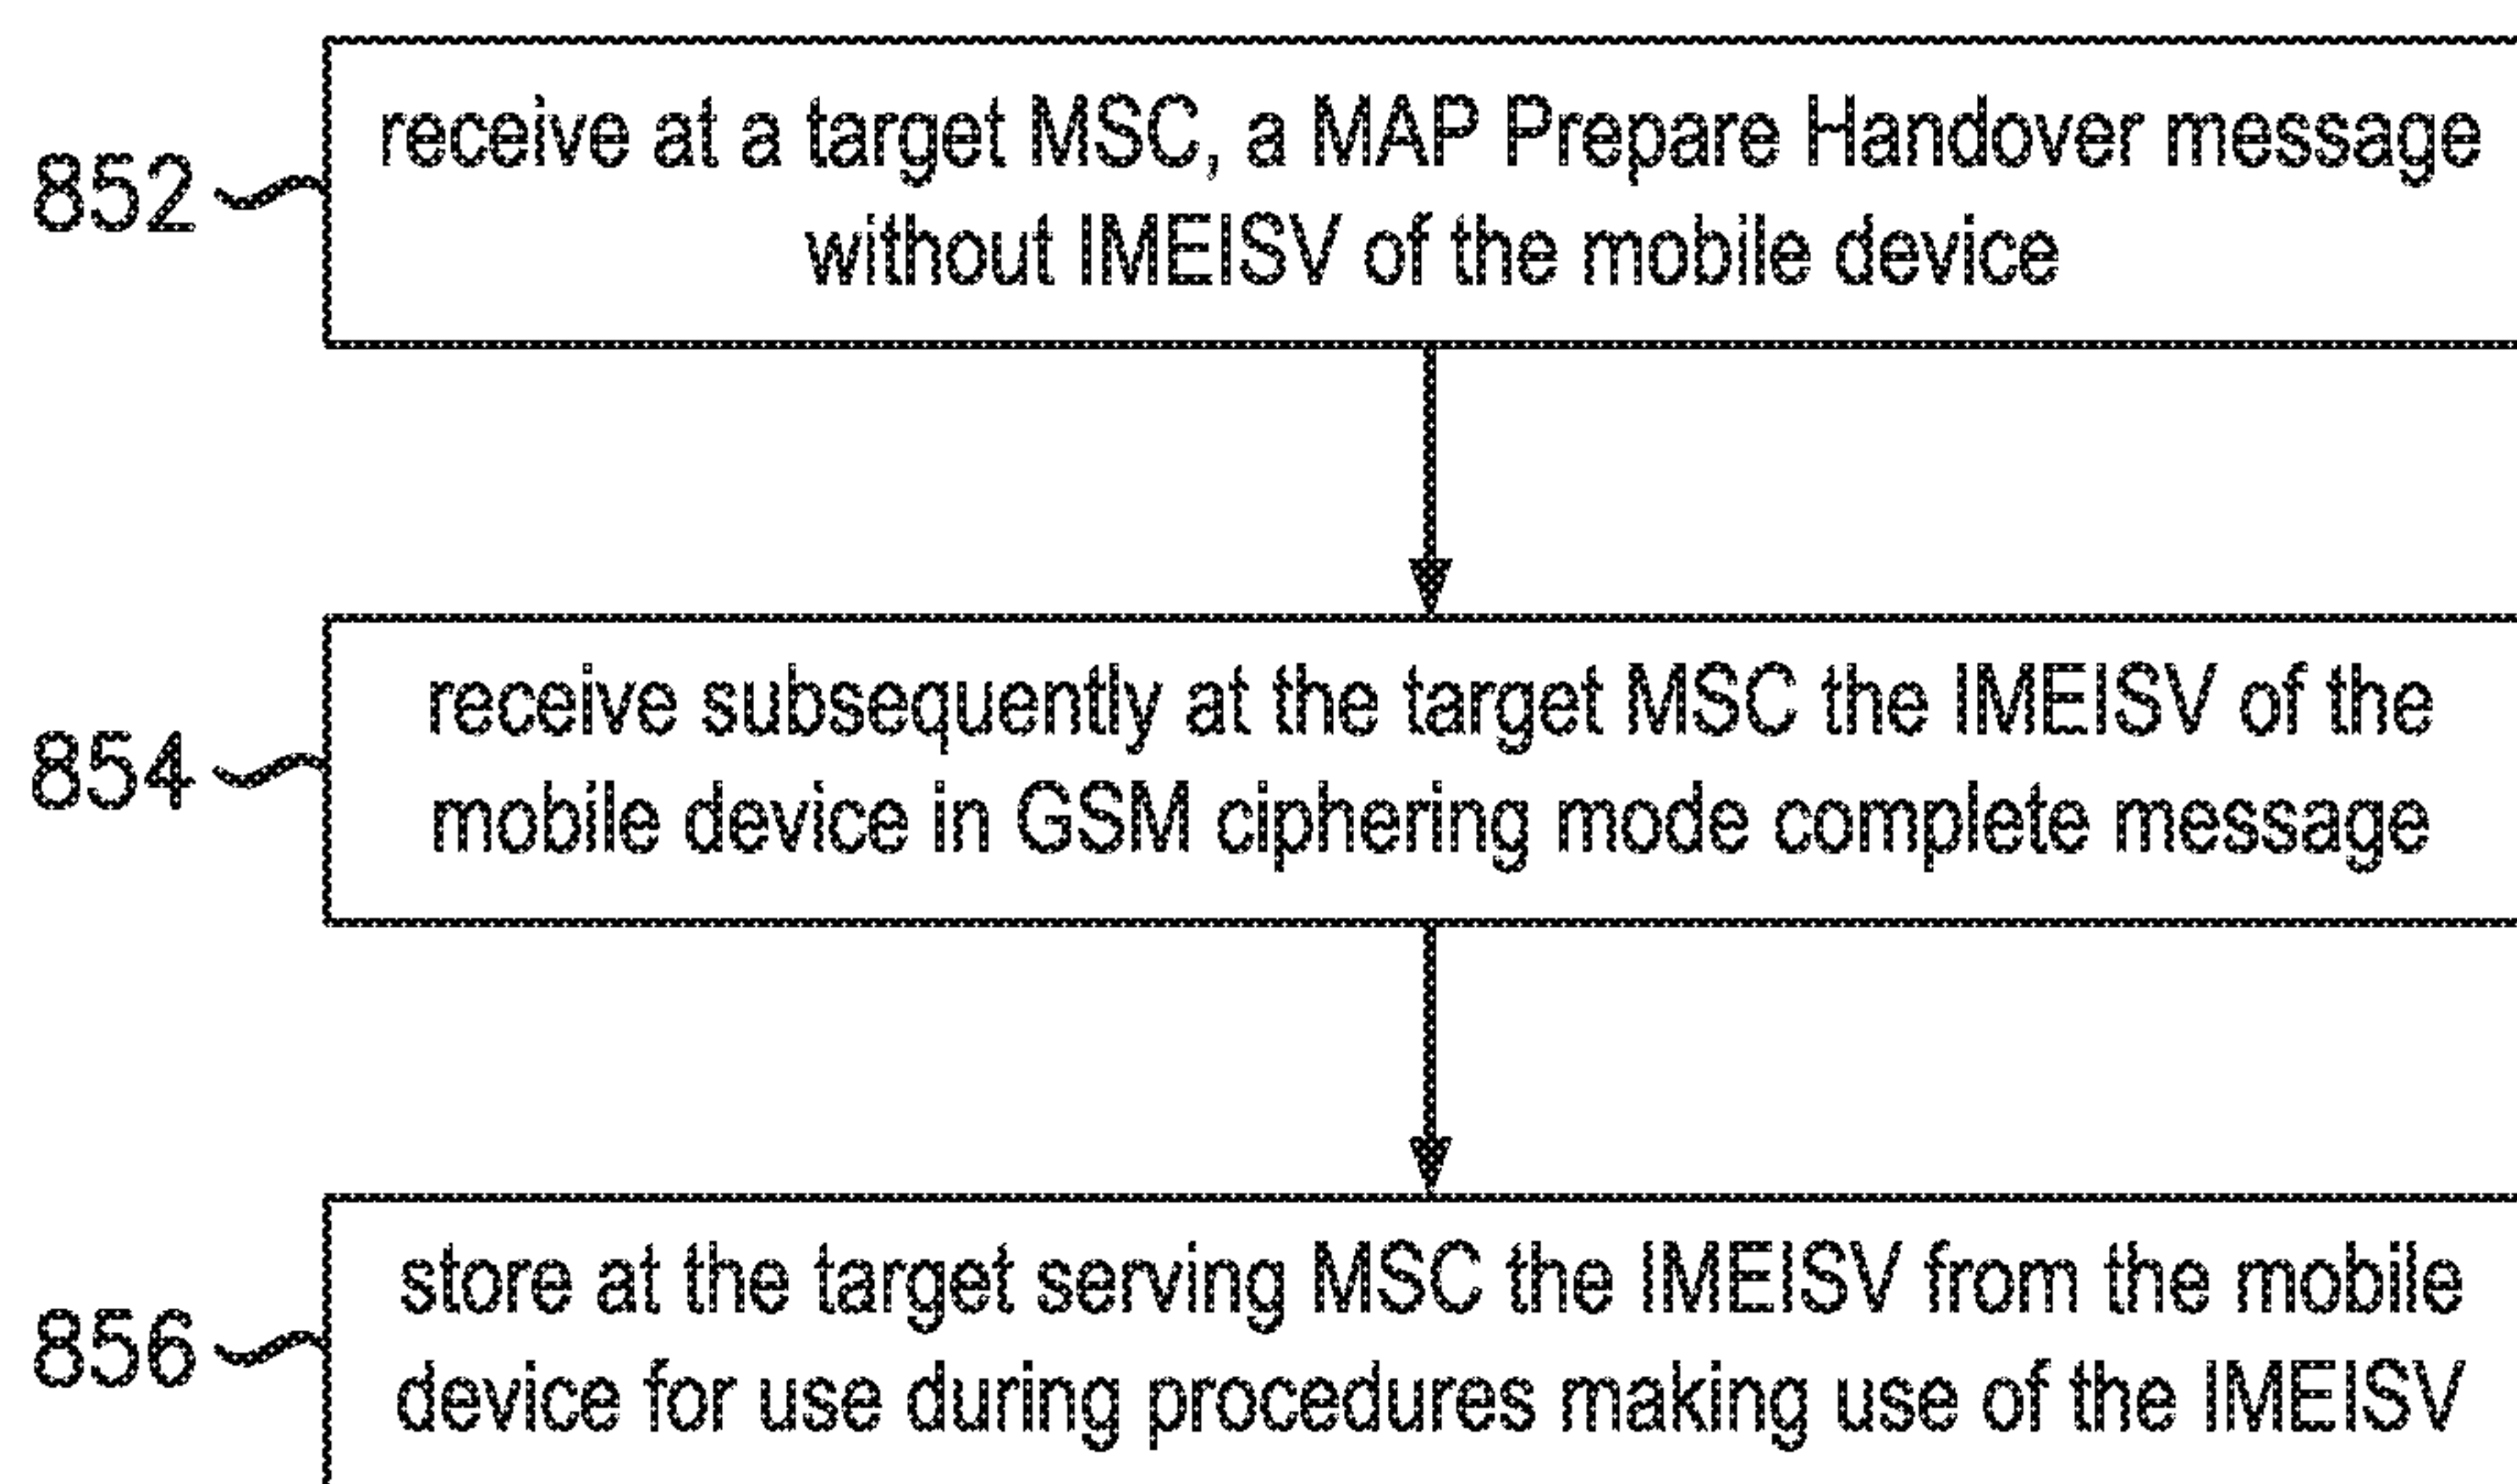 receive at a target MSC, a MAP Prepare Handover message
852
without IMEISV of the mobile device
receive subsequently at the target MSC the IMEISV of the
854
mobile device in GSM ciphering mode complete message
store at the target serving MSC the IMEISV from the mobile
856
device for use during procedures making use of the IMEISV